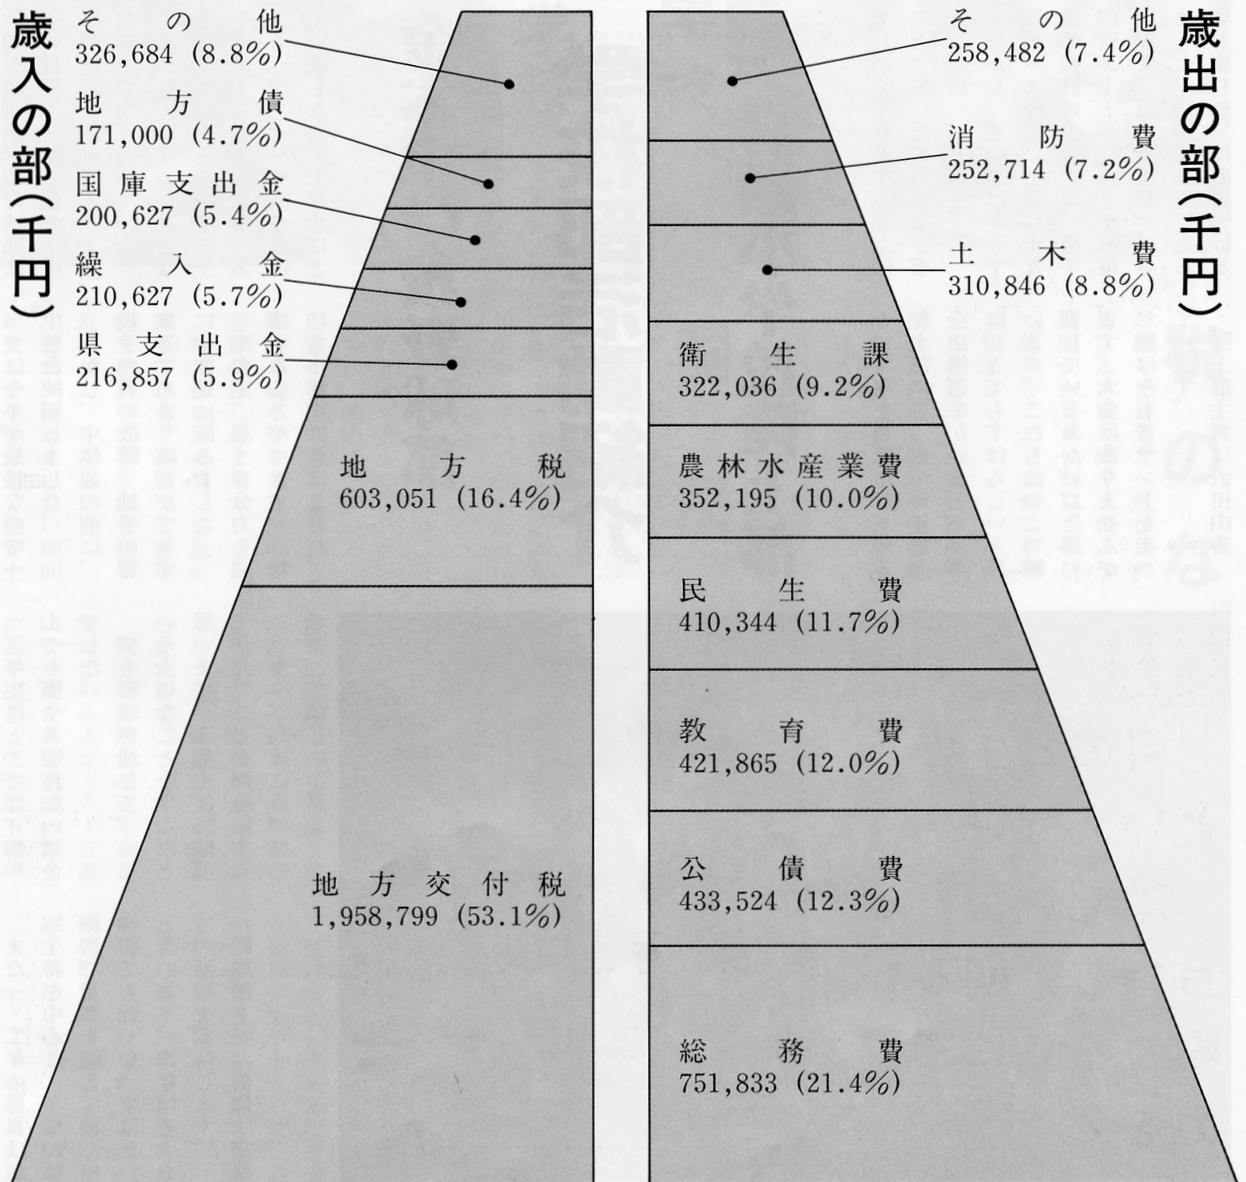 歳入の部(千円)
その他
326,684 (8.8%)
地方債
171,000 (4.7%)
国庫支出金
200,627 (5.4%)
繰入金
210,627 (5.7%)
県支出金
216,857 (5.9%)
地方税
603,051 (16.4%)
地方交付税
1,958,799 (53.1%)
歳出の部(千円)
その他
258,482 (7.4%)
消防費
252,714 (7.2%)
土木費
310,846 (8.8%)
衛生課
322,036 (9.2%)
農林水産業費
352,195 (10.0%)
民生費
410,344 (11.7%)
教育費
421,865 (12.0%)
公債費
433,524 (12.3%)
総務費
751,833 (21.4%)